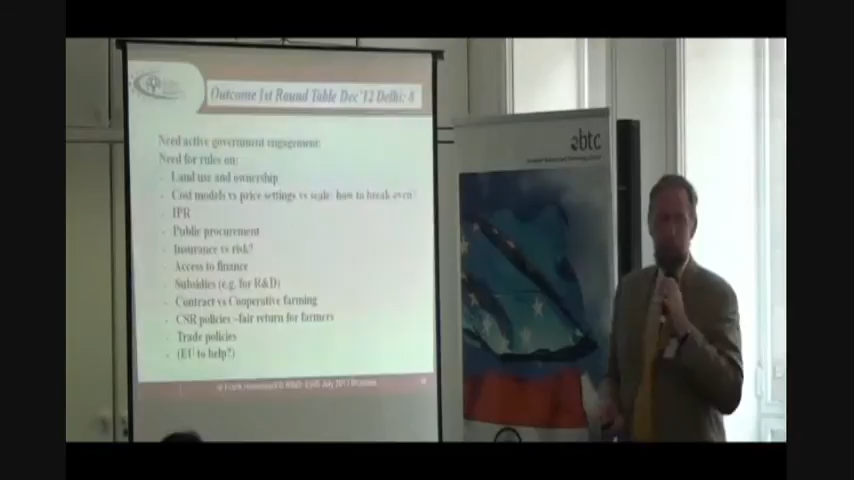 Outcome 1st Round Table Dec'12 Delhi: 8
Need active government engagement:
Need for rules on:
Land use and ownership
- Cost models vs price settings vs scale: how to break even?
- IPR
- Public procurement
- Insurance vs risk?
- Access to finance
- Subsidies (e.g. for R&D)
- Contract vs Cooperative farming
- CSR policies –fair return for farmers
- Trade policies
- (EU to help?)
July
ebtc